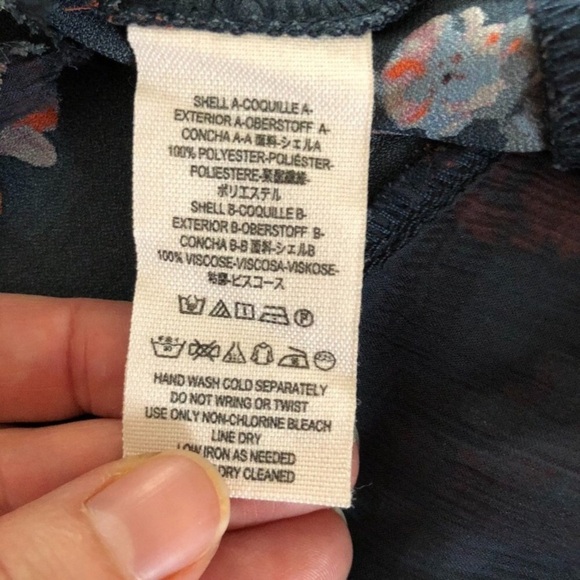 SHELL A-COQUILLE A-
EXTERIOR A-OBERSTOFF A-
CONCHA A-A 面料-シェルA
100% POLYESTER-POLIÉSTER-
POLIESTERE-聚酯纖維-
ポリエステル
SHELL B-COQUILLE B-
EXTERIOR B-OBERSTOFF B-
CONCHA B-B 面料-シェルB
100% VISCOSE-VISCOSA-VISKOSE-
粘膠-ビスコース
P
HAND WASH COLD SEPARATELY
DO NOT WRING OR TWIST
USE ONLY NON-CHLORINE BLEACH
LINE DRY
LOW IRON AS NEEDED
DRY CLEANED